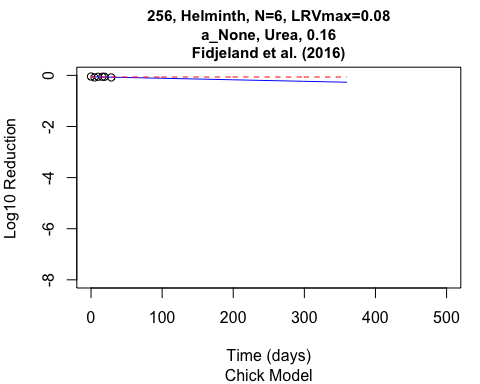 256, Helminth, N=6, LRVmax=0.08
a_None, Urea, 0.16
Fidjeland et al. (2016)
Log10 Reduction
0
-2
-4
-6
-8
0 100 200 300 400 500
Time (days)
Chick Model